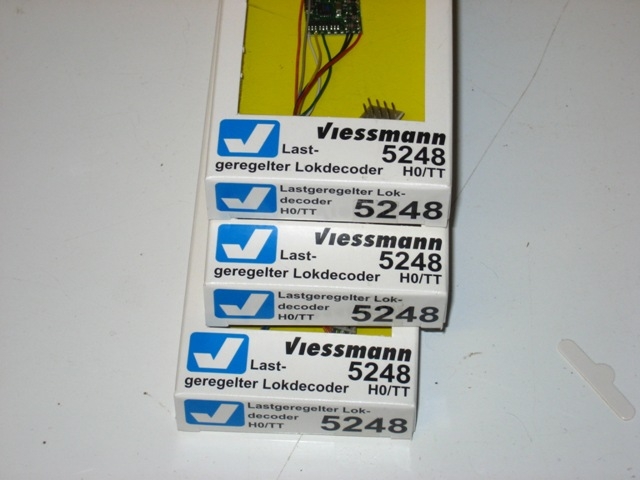 Viessmann
Last- 5248
geregelter Lokdecoder H0/TT
Lastgeregelter Lok-
decoder
H0/TT 5248
Viessmann
Last- 5248
geregelter Lokdecoder H0/TT
Lastgeregelter Lok-
decoder
H0/TT 5248
Viessmann
Last- 5248
geregelter Lokdecoder H0/TT
Lastgeregelter Lok-
decoder
H0/TT 5248